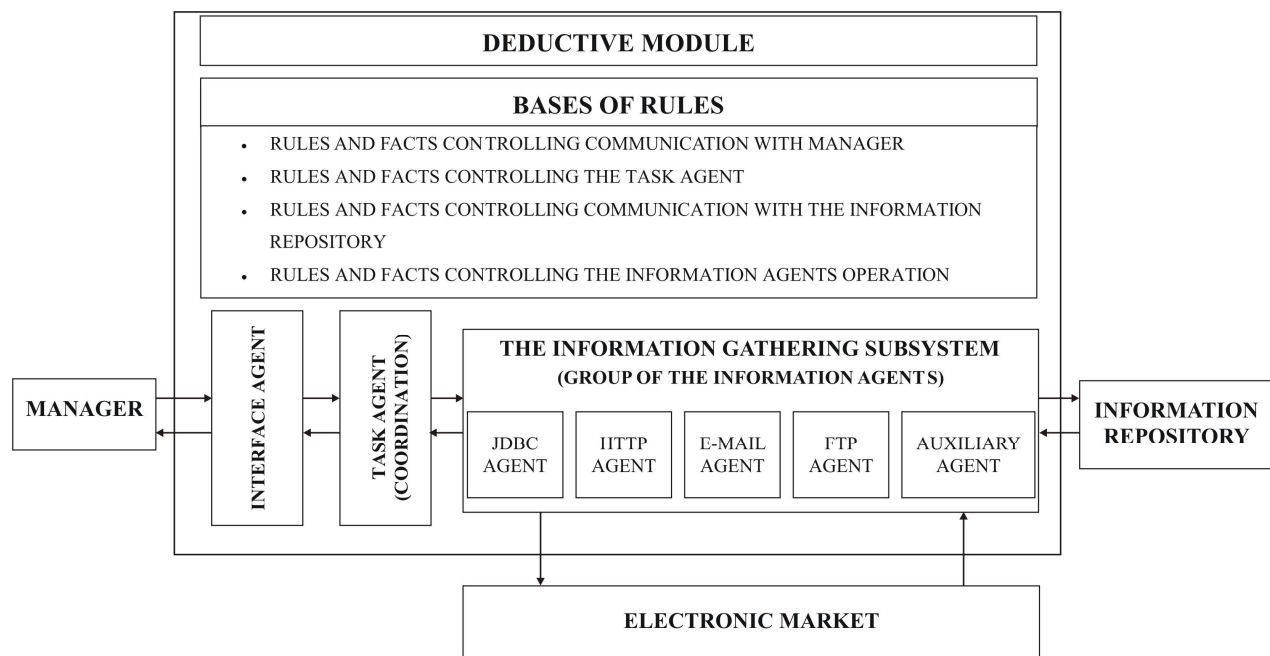 DEDUCTIVE MODULE
BASES OF RULES
• RULES AND FACTS CONTROLLING COMMUNICATION WITH MANAGER
• RULES AND FACTS CONTROLLING THE TASK AGENT
• RULES AND FACTS CONTROLLING COMMUNICATION WITH THE INFORMATION
REPOSITORY
• RULES AND FACTS CONTROLLING THE INFORMATION AGENTS OPERATION
MANAGER
INTERFACE AGENT
TASK AGENT
(COORDINATION)
THE INFORMATION GATHERING SUBSYSTEM
(GROUP OF THE INFORMATION AGENTS)
JDBC
AGENT
HTTP
AGENT
E-MAIL
AGENT
FTP
AGENT
AUXILIARY
AGENT
INFORMATION
REPOSITORY
ELECTRONIC MARKET